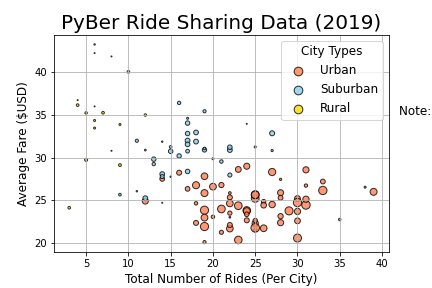 PyBer Ride Sharing Data (2019)
City Types
Urban
Suburban
Rural
Note:
Average Fare ($USD)
40
35
30
25
20
5 10 15 20 25 30 35 40
Total Number of Rides (Per City)